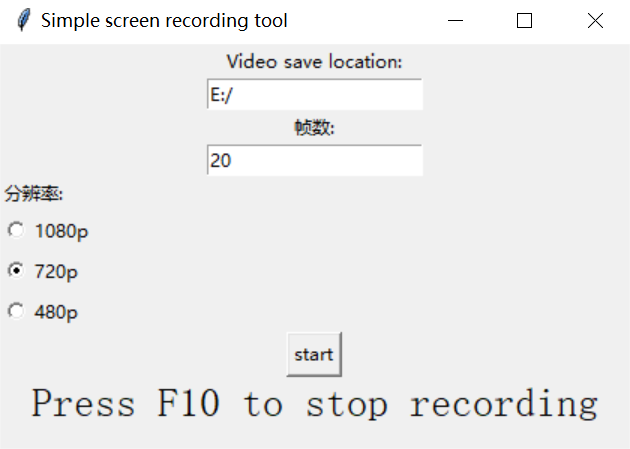 Simple screen recording tool
Video save location:
E:/
帧数:
20
分辨率:
1080p
720p
480p
start
Press F10 to stop recording